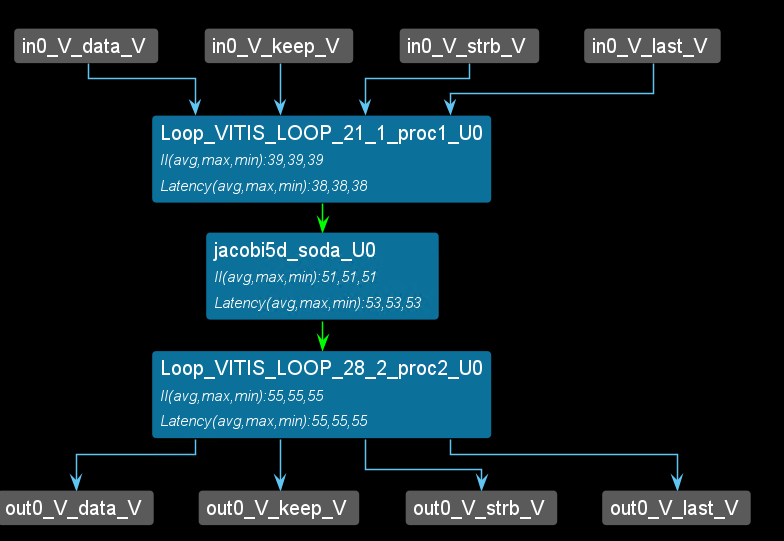 in0_V_data_V
in0_V_keep_V
in0_V_strb_V
in0_V_last_V
Loop_VITIS_LOOP_21_1_proc1_U0
II(avg,max,min):39,39,39
Latency(avg,max,min):38,38,38
jacobi5d_soda_U0
II(avg,max,min):51,51,51
Latency(avg,max,min):53,53,53
Loop_VITIS_LOOP_28_2_proc2_U0
II(avg,max,min):55,55,55
Latency(avg,max,min):55,55,55
out0_V_data_V
out0_V_keep_V
out0_V_strb_V
out0_V_last_V